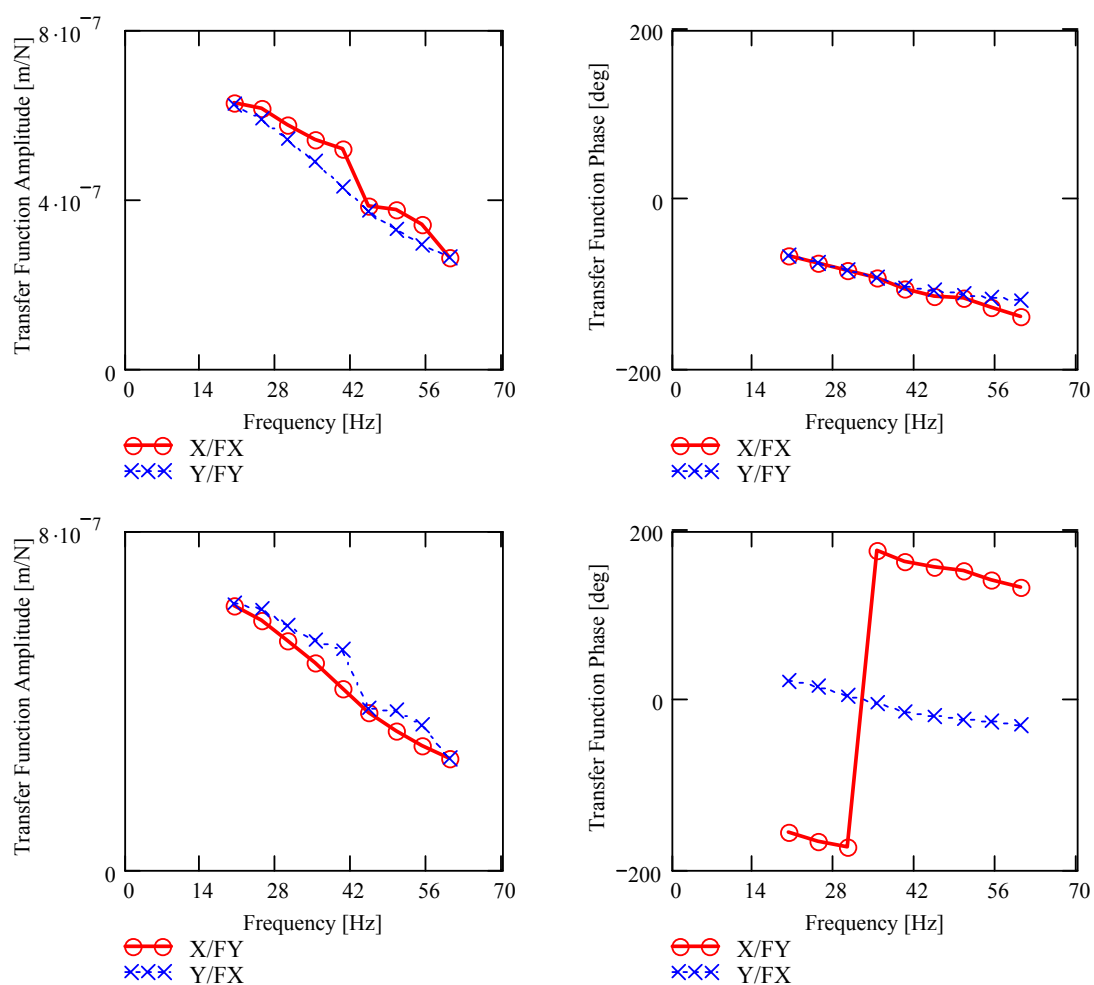 Transfer Function Amplitude [m/N]
8·10⁻⁷
4·10⁻⁷
0
0 14 28 42 56 70
Frequency [Hz]
X/FX
Y/FY
Transfer Function Phase [deg]
200
0
−200
0 14 28 42 56 70
Frequency [Hz]
X/FX
Y/FY
Transfer Function Amplitude [m/N]
8·10⁻⁷
0
0 14 28 42 56 70
Frequency [Hz]
X/FY
Y/FX
Transfer Function Phase [deg]
200
0
−200
0 14 28 42 56 70
Frequency [Hz]
X/FY
Y/FX